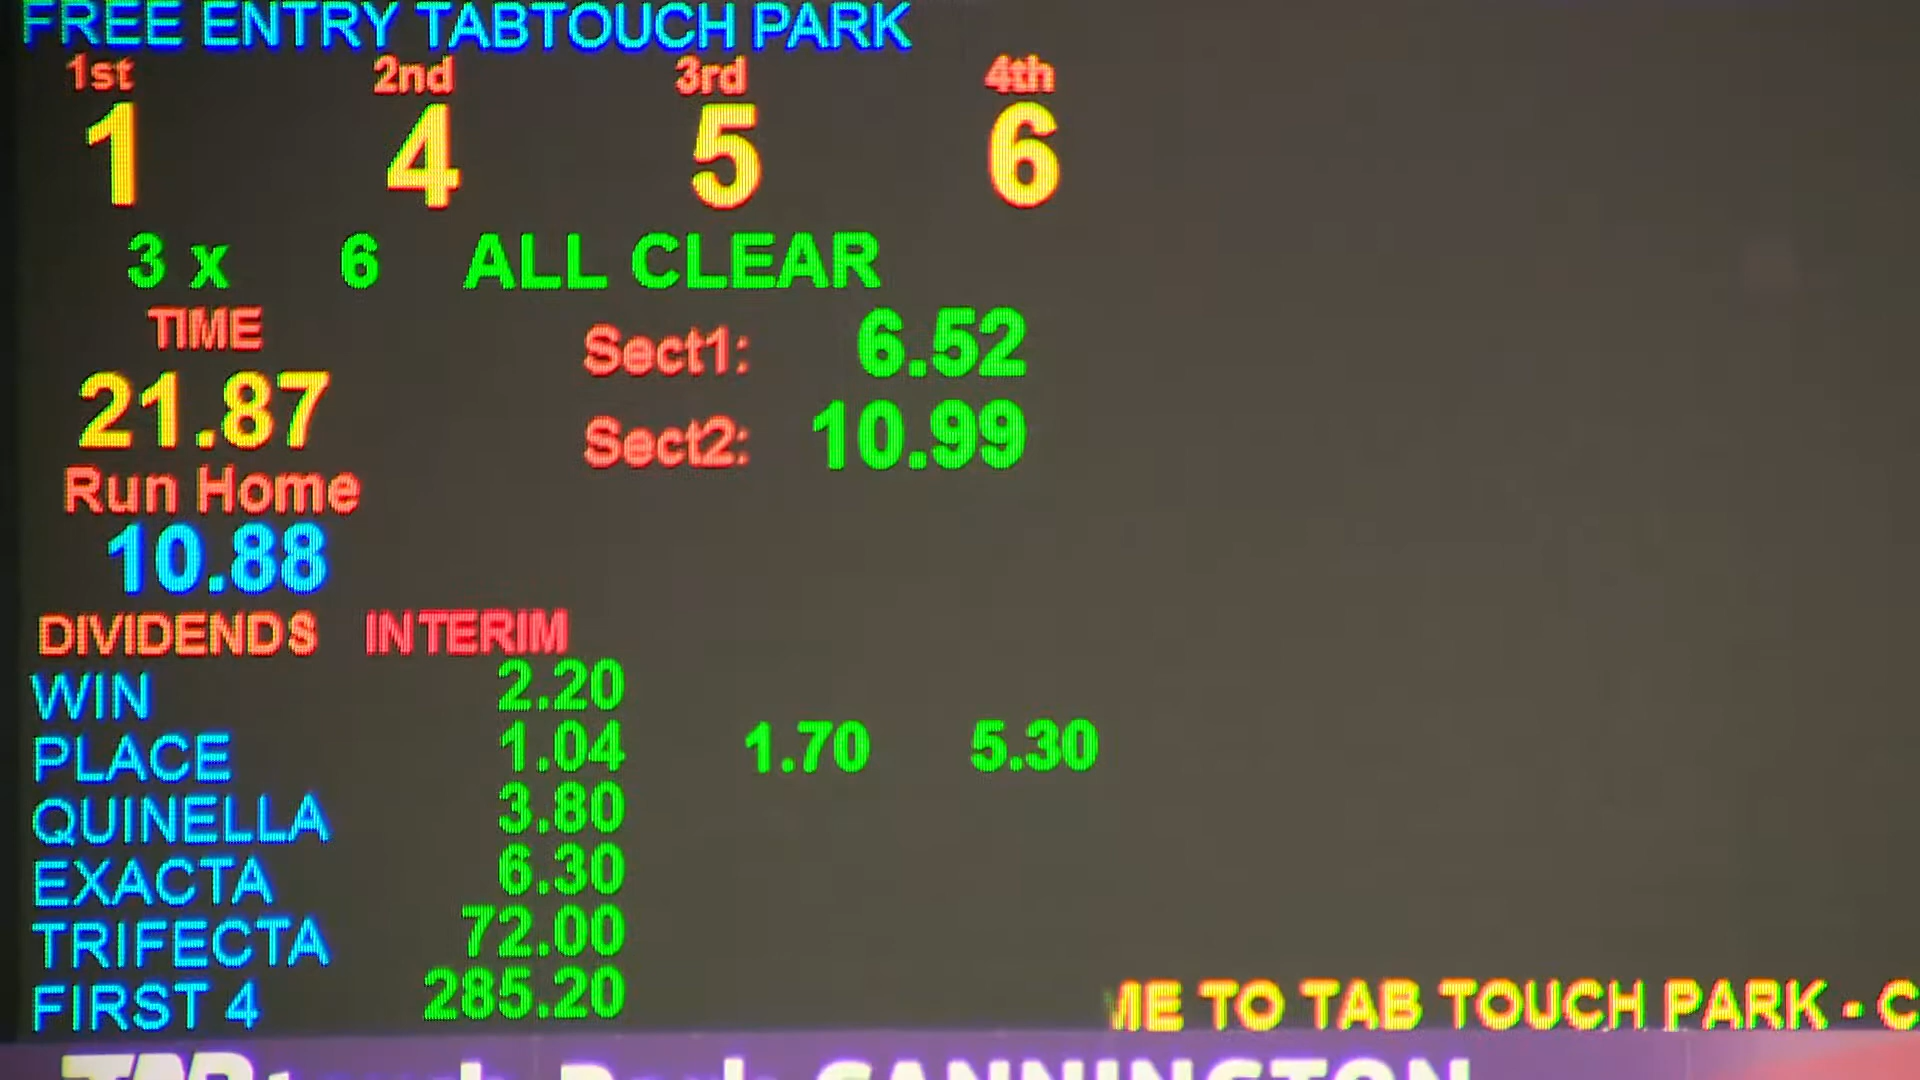 FREE ENTRY TABTOUCH PARK
1st 2nd 3rd 4th
1 4 5 6
3 x 6 ALL CLEAR
TIME
21.87
Sect1: 6.52
Sect2: 10.99
Run Home
10.88
DIVIDENDS INTERIM
WIN 2.20
PLACE 1.04 1.70 5.30
QUINELLA 3.80
EXACTA 6.30
TRIFECTA 72.00
FIRST 4 285.20
ME TO TAB TOUCH PARK - C
TABtouch Park CANNINGTON